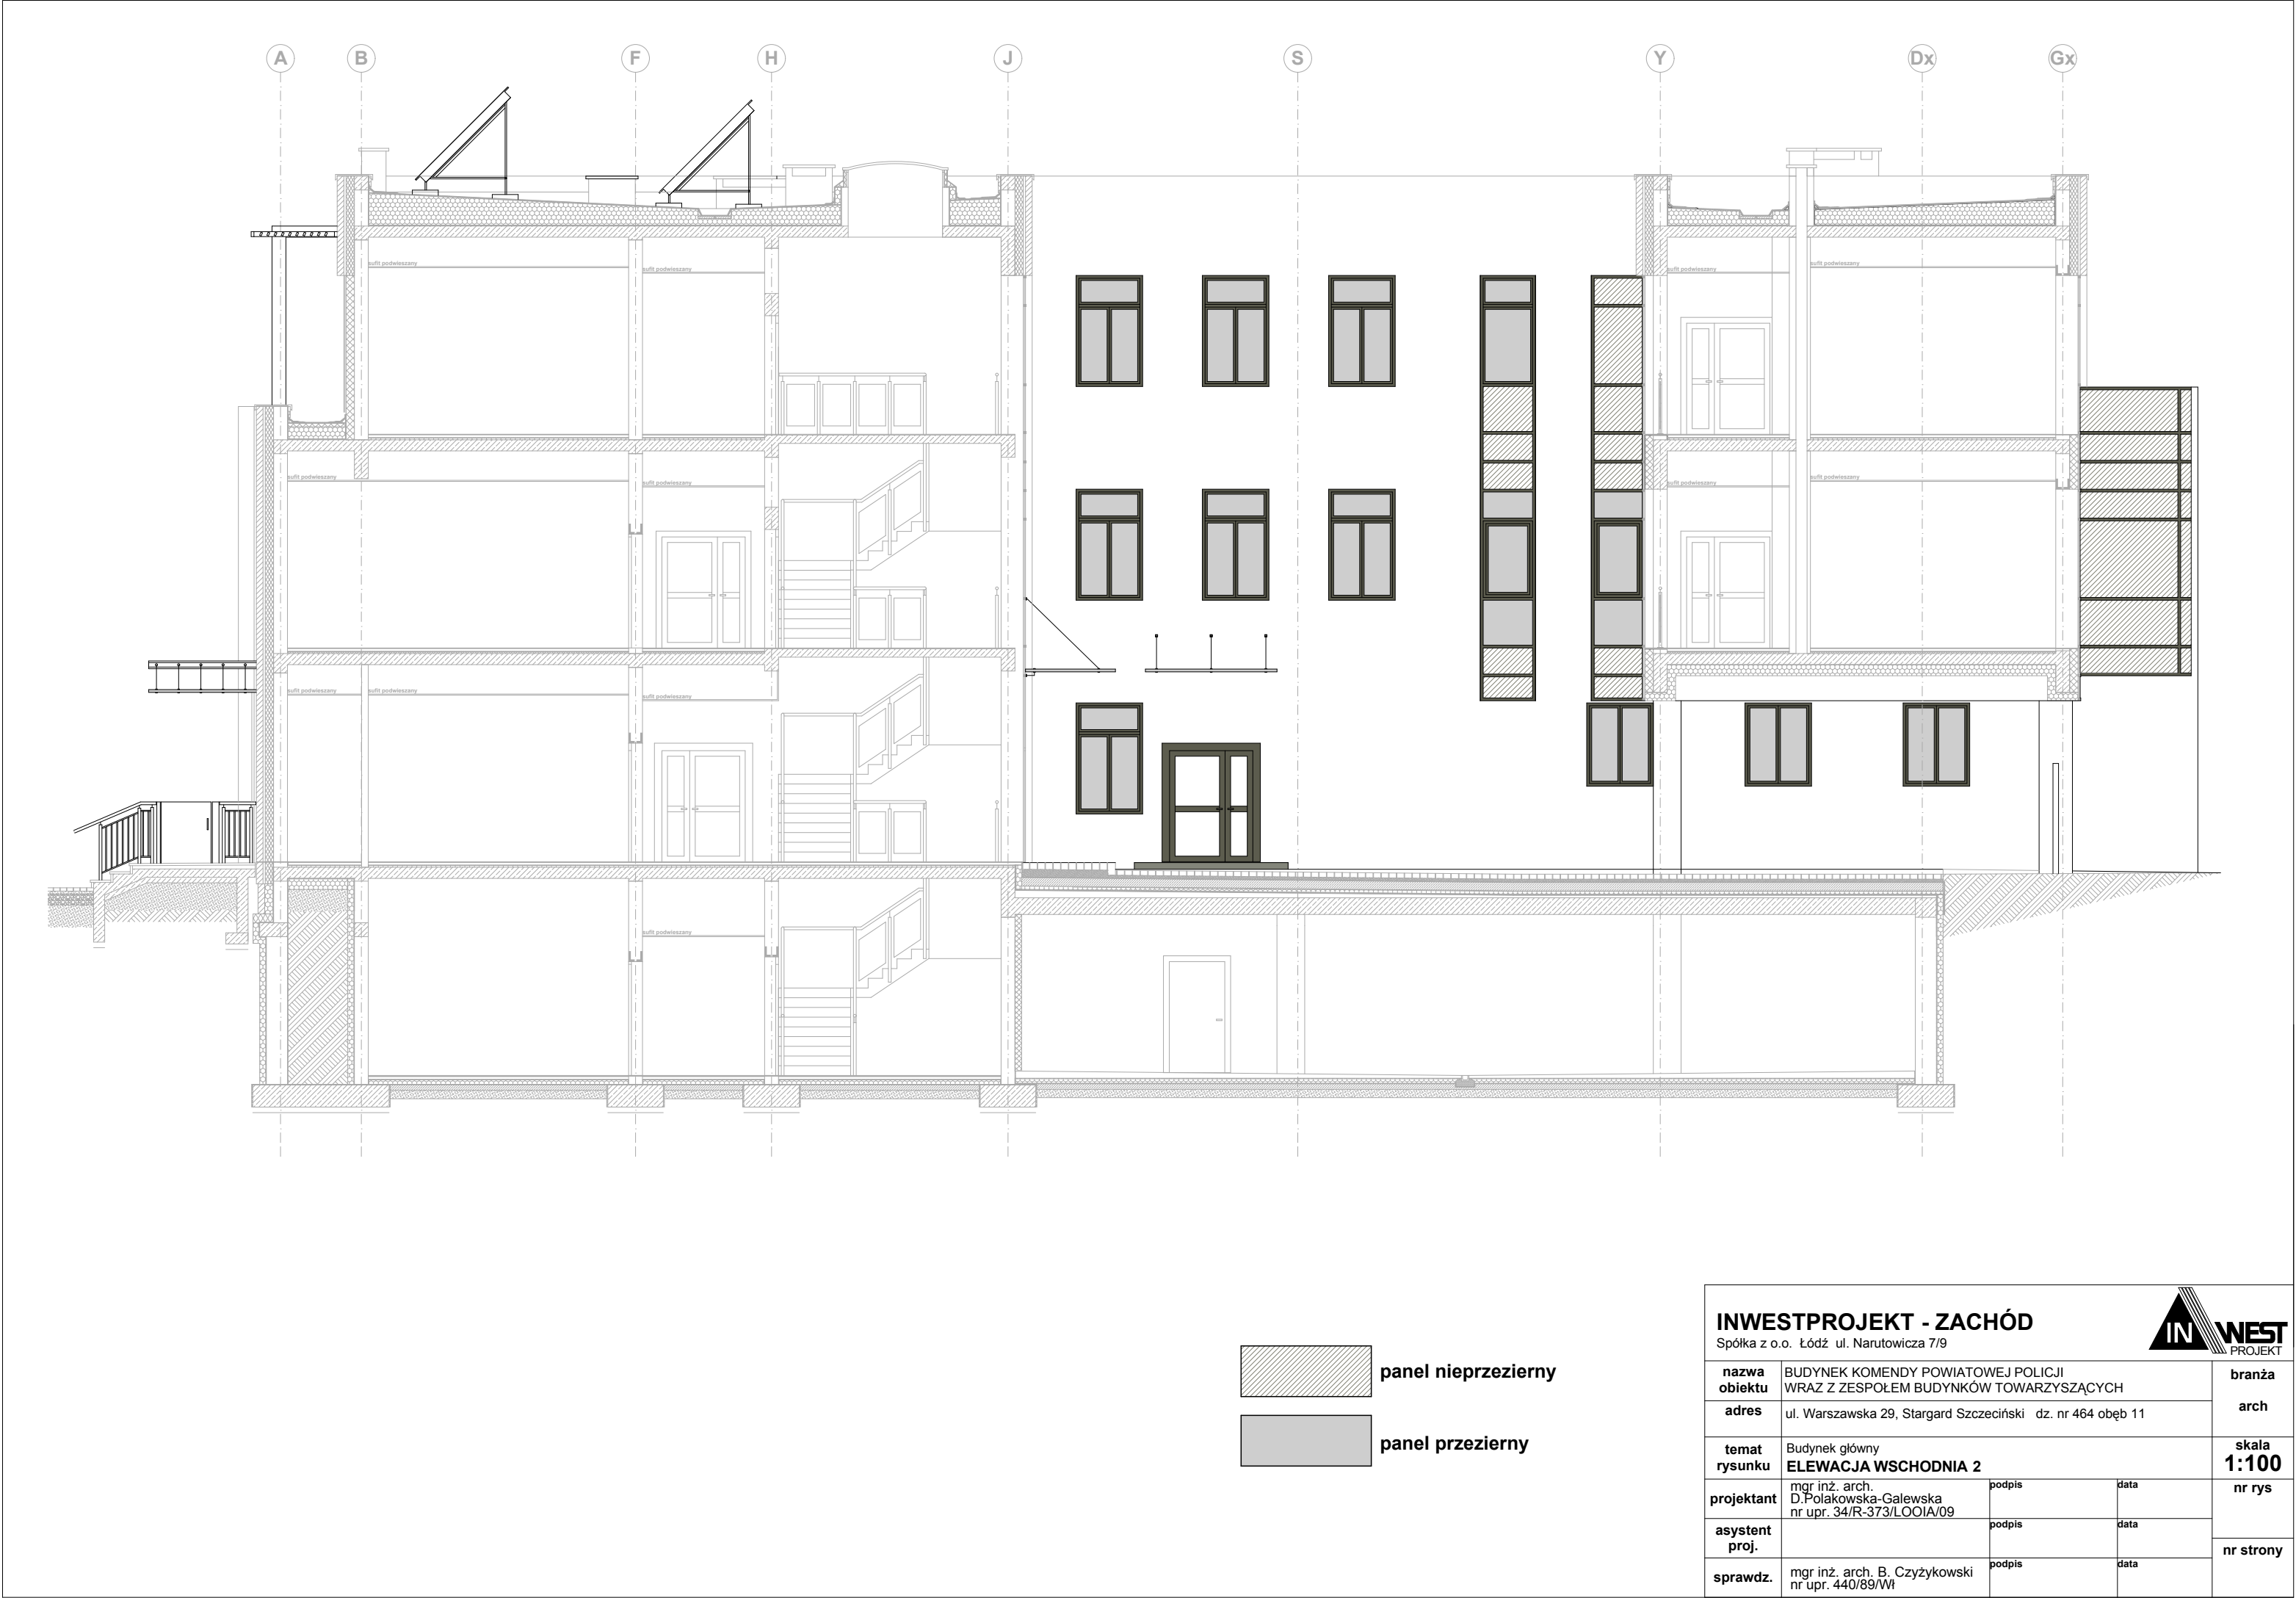 A B F H J S Y Dx Gx
sufit podwieszany
sufit podwieszany
sufit podwieszany
sufit podwieszany
sufit podwieszany
sufit podwieszany
sufit podwieszany
sufit podwieszany
sufit podwieszany
sufit podwieszany
sufit podwieszany
sufit podwieszany
panel nieprzezierny
panel przezierny
INWESTPROJEKT - ZACHÓD
Spółka z o.o. Łódź ul. Narutowicza 7/9
IN WEST
PROJEKT
nazwa
obiektu
BUDYNEK KOMENDY POWIATOWEJ POLICJI
WRAZ Z ZESPOŁEM BUDYNKÓW TOWARZYSZĄCYCH
branża
arch
adres
ul. Warszawska 29, Stargard Szczeciński dz. nr 464 obęb 11
temat
rysunku
Budynek główny
ELEWACJA WSCHODNIA 2
skala
1:100
projektant
mgr inż. arch.
D.Polakowska-Galewska
nr upr. 34/R-373/LOOIA/09
podpis
data
nr rys
asystent
proj.
podpis
data
nr strony
sprawdz.
mgr inż. arch. B. Czyżykowski
nr upr. 440/89/Wł
podpis
data